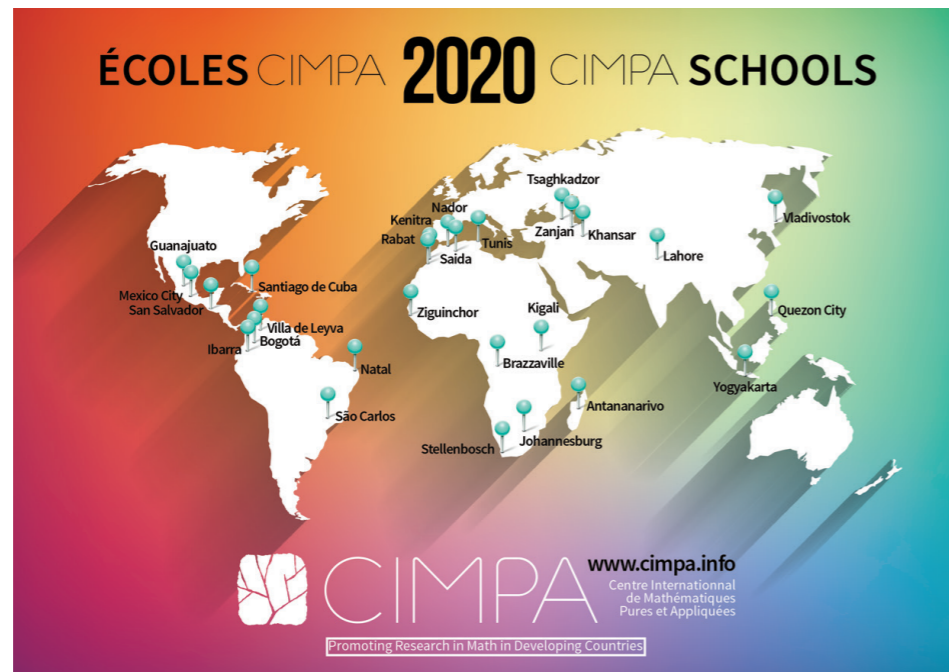 ÉCOLES CIMPA 2020 CIMPA SCHOOLS
Tsaghkadzor
Nador
Kenitra
Vladivostok
Rabat
Tunis
Zanjan
Khansar
Guanajuato
Saida
Lahore
Santiago de Cuba
Mexico City
San Salvador
Ziguinchor
Kigali
Quezon City
Villa de Leyva
Bogotá
Ibarra
Brazzaville
Natal
Yogyakarta
Antananarivo
São Carlos
Johannesburg
Stellenbosch
CIMPA
www.cimpa.info
Centre Internationnal
de Mathématiques
Pures et Appliquées
Promoting Research in Math in Developing Countries